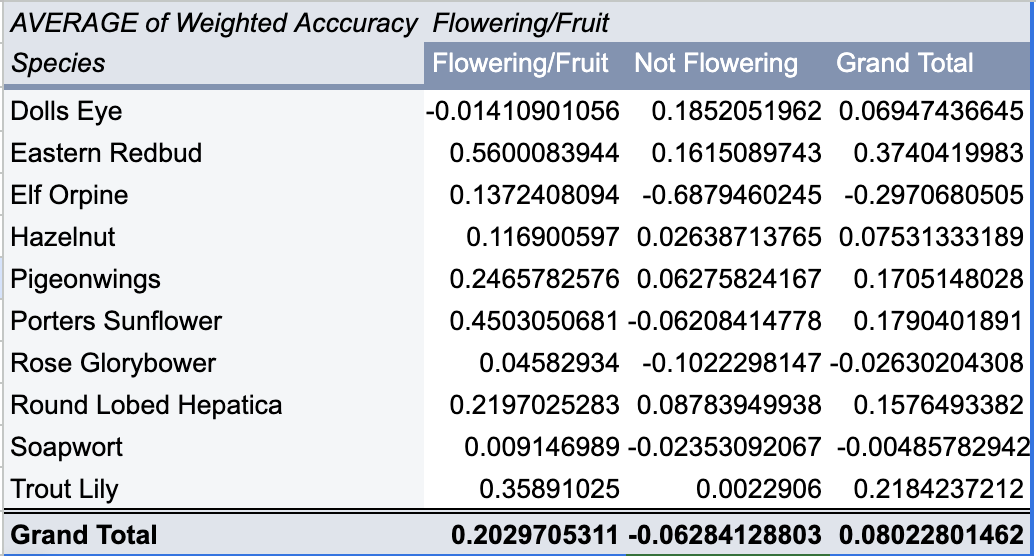 AVERAGE of Weighted Acccuracy Flowering/Fruit
Species Flowering/Fruit Not Flowering Grand Total
Dolls Eye -0.01410901056 0.1852051962 0.06947436645
Eastern Redbud 0.5600083944 0.1615089743 0.3740419983
Elf Orpine 0.1372408094 -0.6879460245 -0.2970680505
Hazelnut 0.116900597 0.02638713765 0.07531333189
Pigeonwings 0.2465782576 0.06275824167 0.1705148028
Porters Sunflower 0.4503050681 -0.06208414778 0.1790401891
Rose Glorybower 0.04582934 -0.1022298147 -0.02630204308
Round Lobed Hepatica 0.2197025283 0.08783949938 0.1576493382
Soapwort 0.009146989 -0.02353092067 -0.00485782942
Trout Lily 0.35891025 0.0022906 0.2184237212
Grand Total 0.2029705311 -0.06284128803 0.08022801462